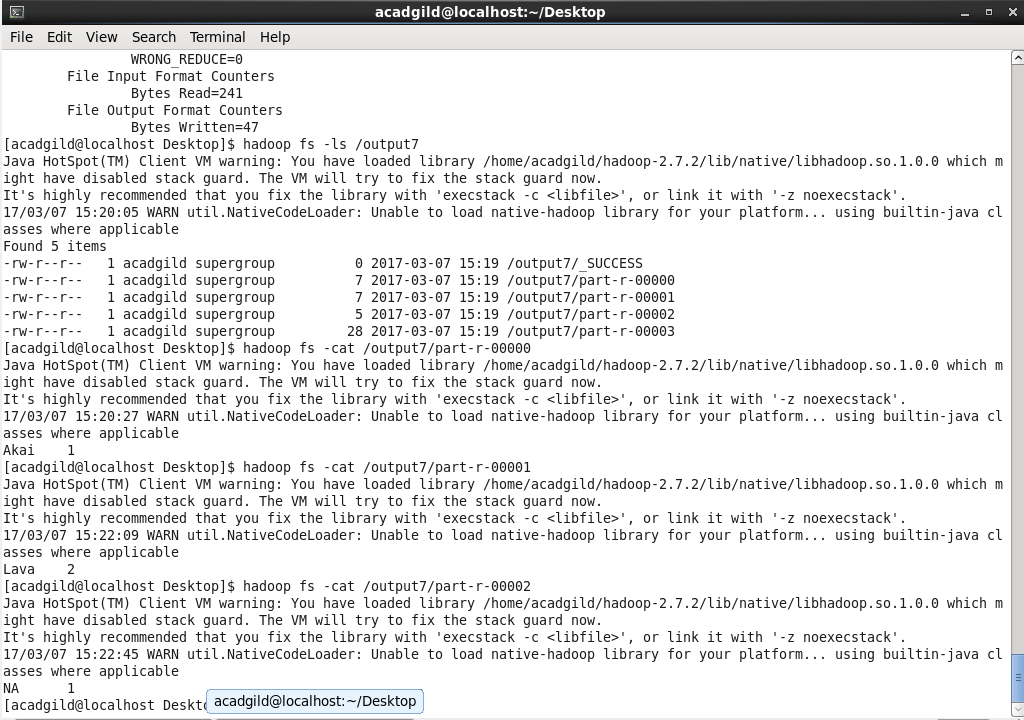 acadgild@localhost:~/Desktop
File Edit View Search Terminal Help
WRONG_REDUCE=0
File Input Format Counters
Bytes Read=241
File Output Format Counters
Bytes Written=47
[acadgild@localhost Desktop]$ hadoop fs -ls /output7
Java HotSpot(TM) Client VM warning: You have loaded library /home/acadgild/hadoop-2.7.2/lib/native/libhadoop.so.1.0.0 which m
ight have disabled stack guard. The VM will try to fix the stack guard now.
It's highly recommended that you fix the library with 'execstack -c <libfile>', or link it with '-z noexecstack'.
17/03/07 15:20:05 WARN util.NativeCodeLoader: Unable to load native-hadoop library for your platform... using builtin-java cl
asses where applicable
Found 5 items
-rw-r--r--   1 acadgild supergroup          0 2017-03-07 15:19 /output7/_SUCCESS
-rw-r--r--   1 acadgild supergroup          7 2017-03-07 15:19 /output7/part-r-00000
-rw-r--r--   1 acadgild supergroup          7 2017-03-07 15:19 /output7/part-r-00001
-rw-r--r--   1 acadgild supergroup          5 2017-03-07 15:19 /output7/part-r-00002
-rw-r--r--   1 acadgild supergroup         28 2017-03-07 15:19 /output7/part-r-00003
[acadgild@localhost Desktop]$ hadoop fs -cat /output7/part-r-00000
Java HotSpot(TM) Client VM warning: You have loaded library /home/acadgild/hadoop-2.7.2/lib/native/libhadoop.so.1.0.0 which m
ight have disabled stack guard. The VM will try to fix the stack guard now.
It's highly recommended that you fix the library with 'execstack -c <libfile>', or link it with '-z noexecstack'.
17/03/07 15:20:27 WARN util.NativeCodeLoader: Unable to load native-hadoop library for your platform... using builtin-java cl
asses where applicable
Akai    1
[acadgild@localhost Desktop]$ hadoop fs -cat /output7/part-r-00001
Java HotSpot(TM) Client VM warning: You have loaded library /home/acadgild/hadoop-2.7.2/lib/native/libhadoop.so.1.0.0 which m
ight have disabled stack guard. The VM will try to fix the stack guard now.
It's highly recommended that you fix the library with 'execstack -c <libfile>', or link it with '-z noexecstack'.
17/03/07 15:22:09 WARN util.NativeCodeLoader: Unable to load native-hadoop library for your platform... using builtin-java cl
asses where applicable
Lava    2
[acadgild@localhost Desktop]$ hadoop fs -cat /output7/part-r-00002
Java HotSpot(TM) Client VM warning: You have loaded library /home/acadgild/hadoop-2.7.2/lib/native/libhadoop.so.1.0.0 which m
ight have disabled stack guard. The VM will try to fix the stack guard now.
It's highly recommended that you fix the library with 'execstack -c <libfile>', or link it with '-z noexecstack'.
17/03/07 15:22:45 WARN util.NativeCodeLoader: Unable to load native-hadoop library for your platform... using builtin-java cl
asses where applicable
NA      1
[acadgild@localhost Deskto
acadgild@localhost:~/Desktop